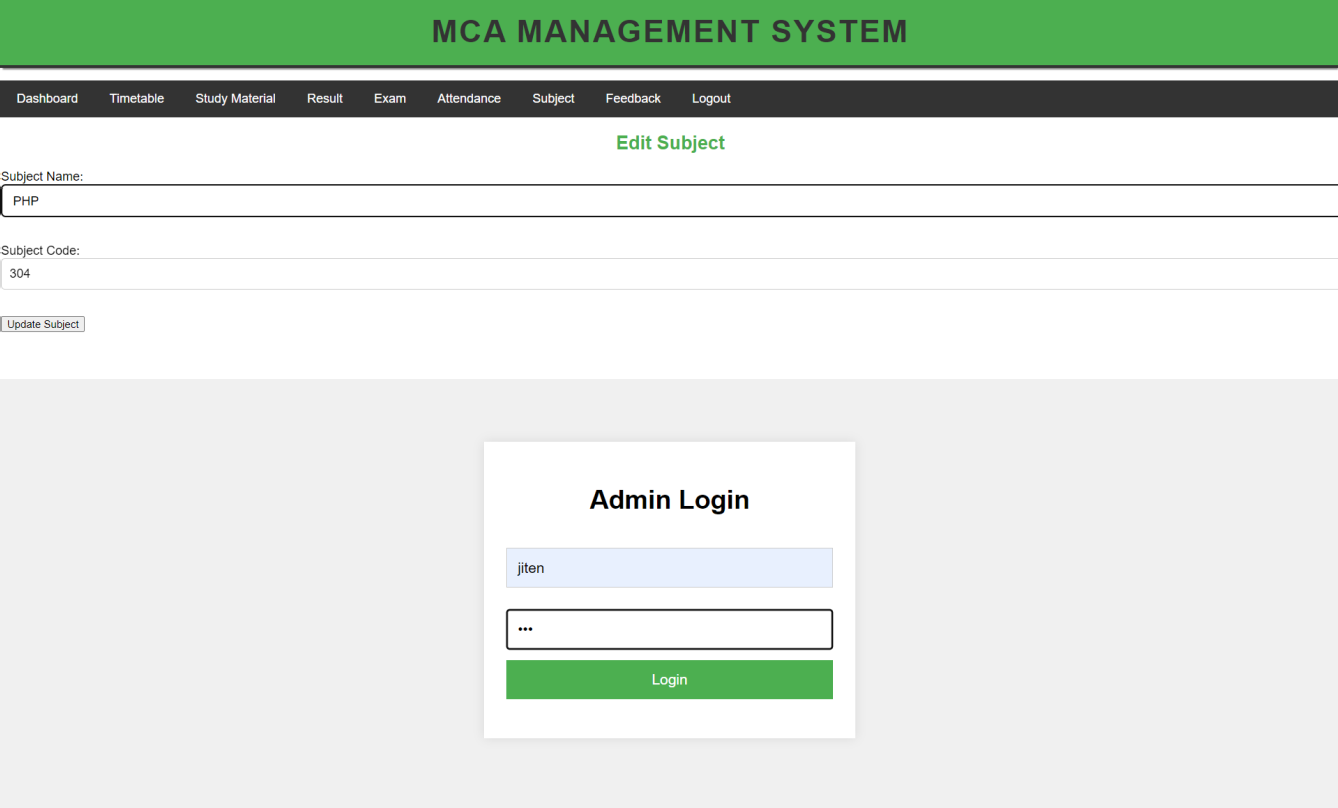 MCA MANAGEMENT SYSTEM
Dashboard Timetable Study Material Result Exam Attendance Subject Feedback Logout
Edit Subject
Subject Name:
PHP
Subject Code:
304
Update Subject
Admin Login
jiten
•••
Login